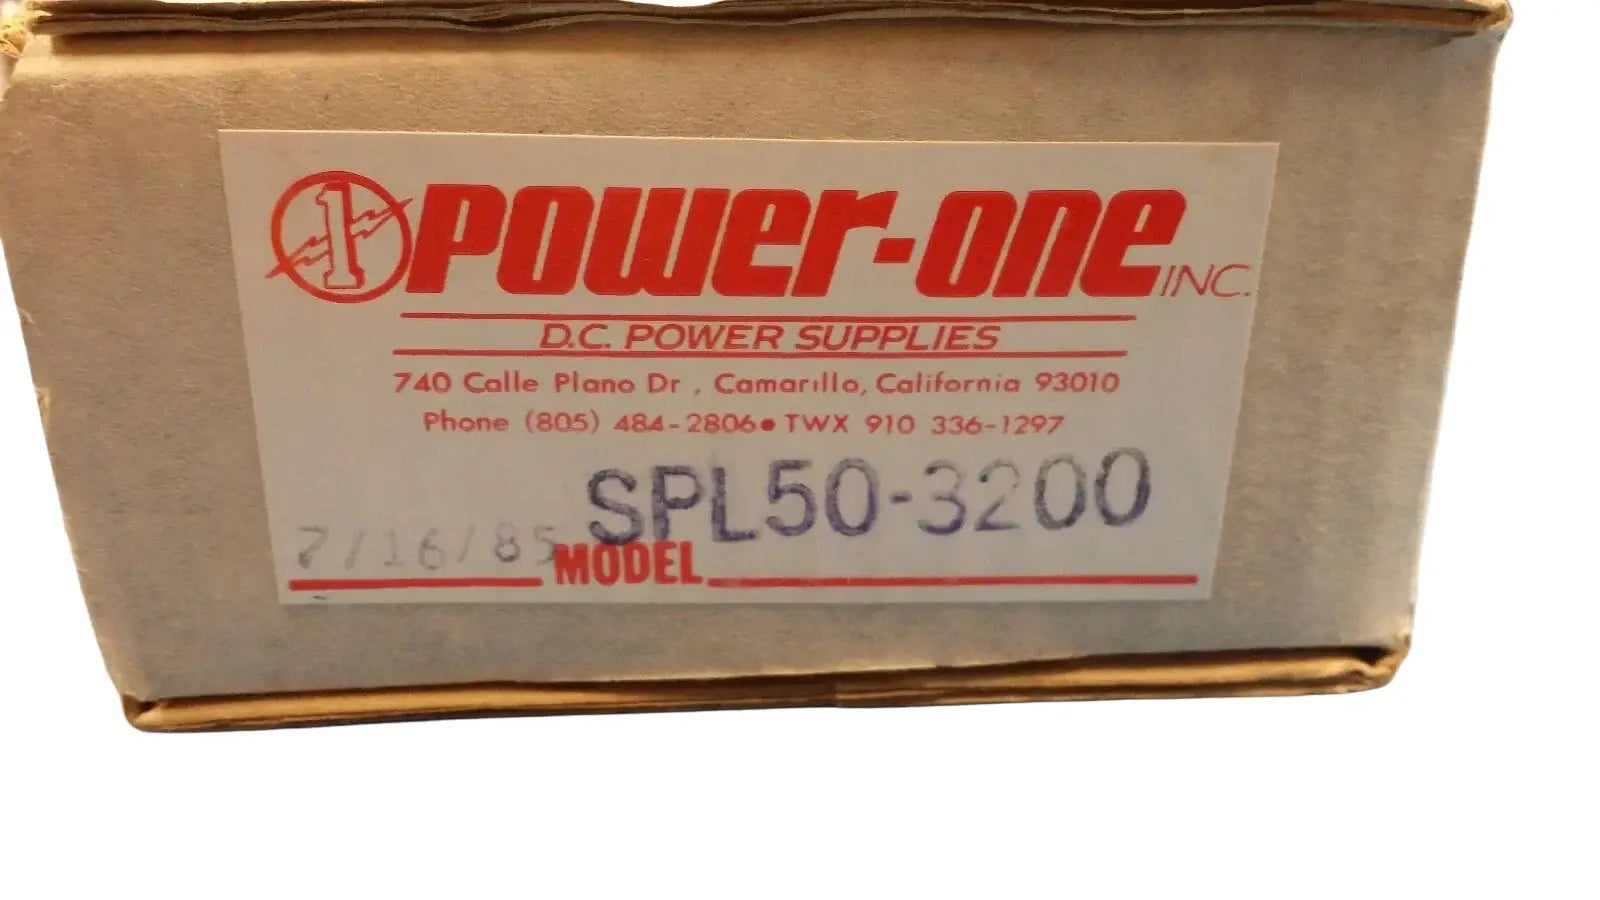 1 POWER-ONE INC.
D.C. POWER SUPPLIES
740 Calle Plano Dr , Camarillo, California 93010
Phone (805) 484-2806 • TWX 910 336-1297
SPL50-3200
7/16/85 MODEL